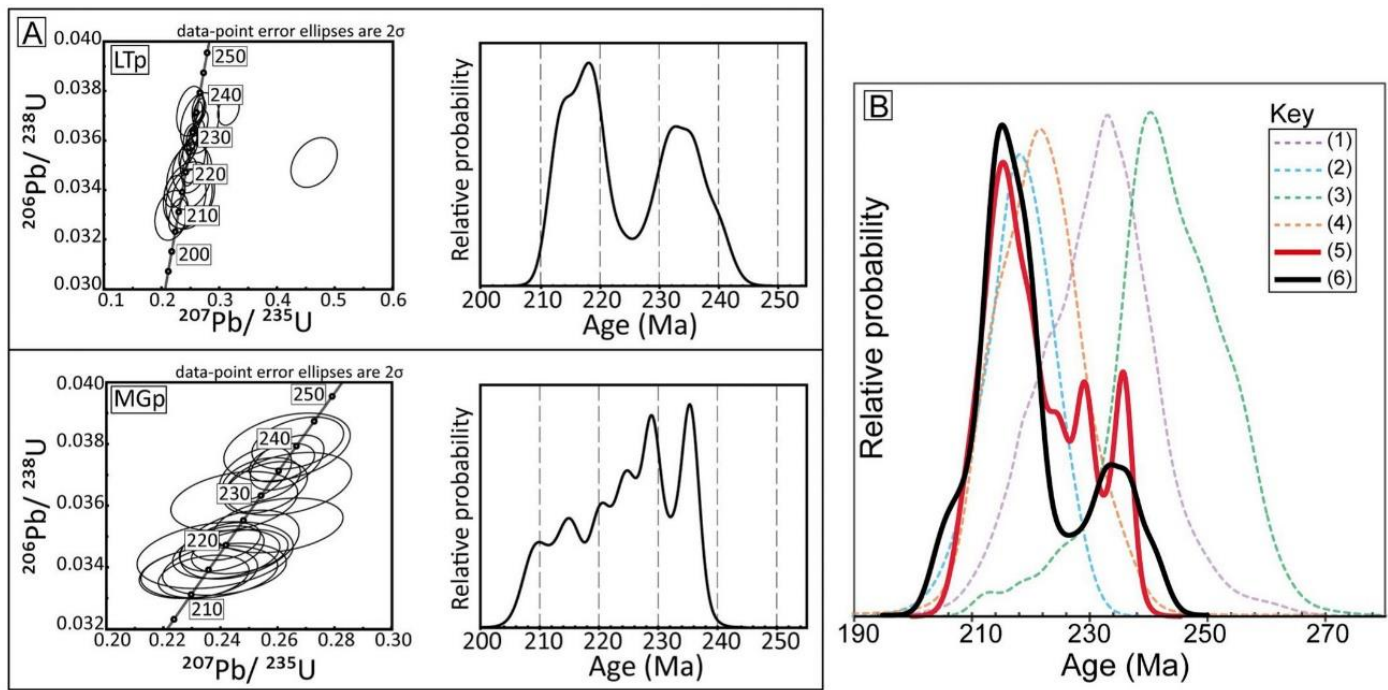 A
data-point error ellipses are 2σ
LTp
0.040
0.038
0.036
0.034
0.032
0.030
206Pb/ 238U
250
240
230
220
210
200
0.1 0.2 0.3 0.4 0.5 0.6
207Pb/ 235U
Relative probability
200 210 220 230 240 250
Age (Ma)
data-point error ellipses are 2σ
MGp
0.040
0.038
0.036
0.034
0.032
206Pb/ 238U
250
240
230
220
210
0.20 0.22 0.24 0.26 0.28 0.30
207Pb/ 235U
Relative probability
200 210 220 230 240 250
Age (Ma)
B
Relative probability
Key
(1)
(2)
(3)
(4)
(5)
(6)
190 210 230 250 270
Age (Ma)